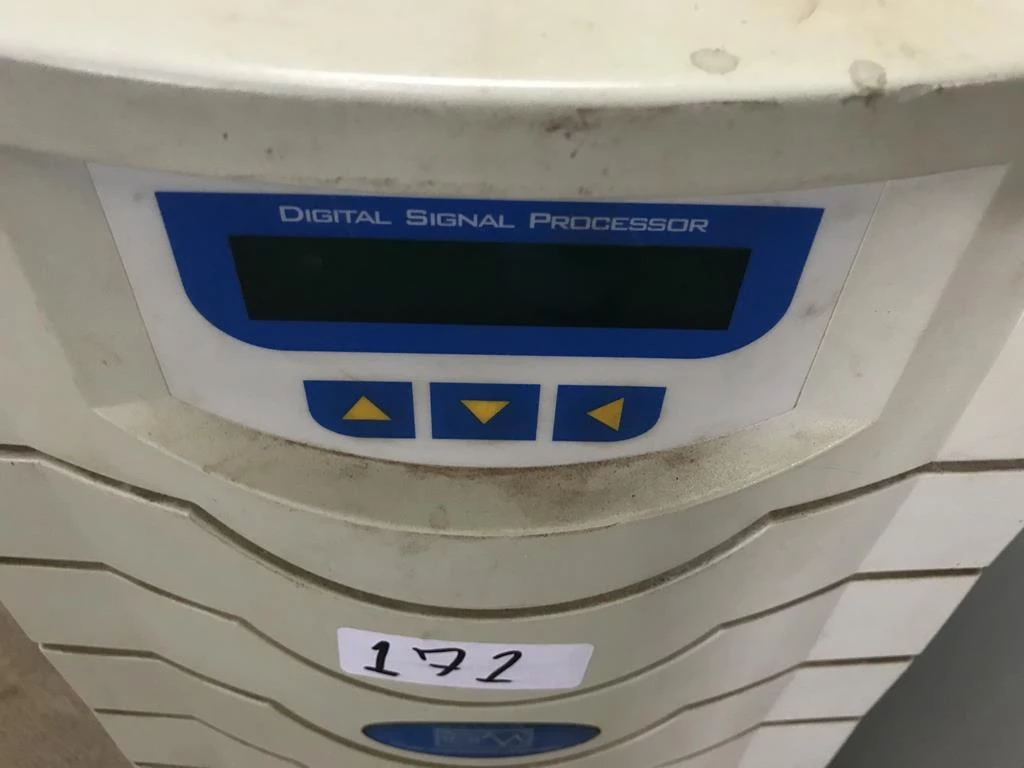 DIGITAL SIGNAL PROCESSOR
172